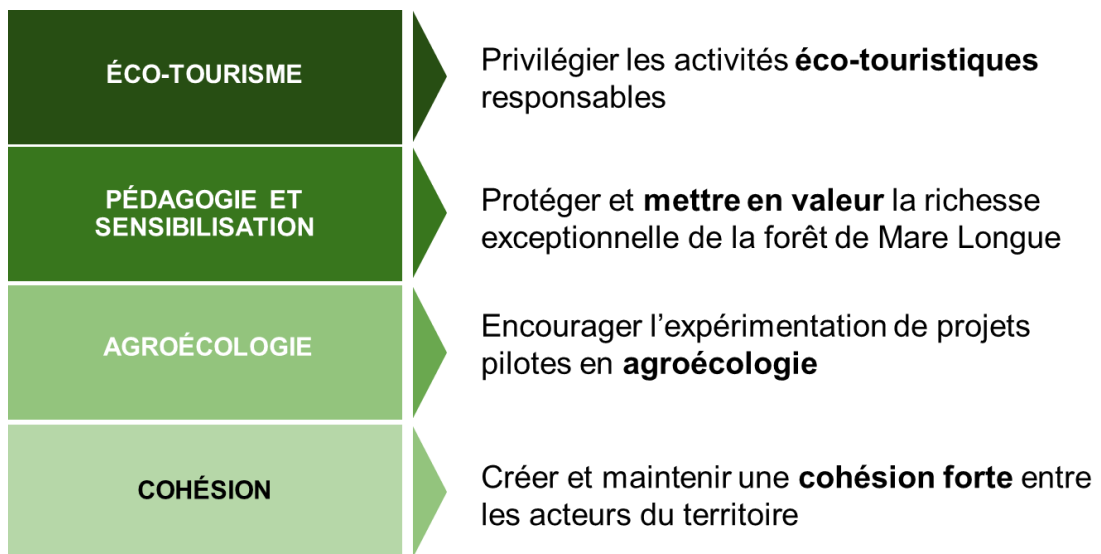 ÉCO-TOURISME
Privilégier les activités éco-touristiques
responsables
PÉDAGOGIE ET
SENSIBILISATION
Protéger et mettre en valeur la richesse
exceptionnelle de la forêt de Mare Longue
AGROÉCOLOGIE
Encourager l’expérimentation de projets
pilotes en agroécologie
COHÉSION
Créer et maintenir une cohésion forte entre
les acteurs du territoire